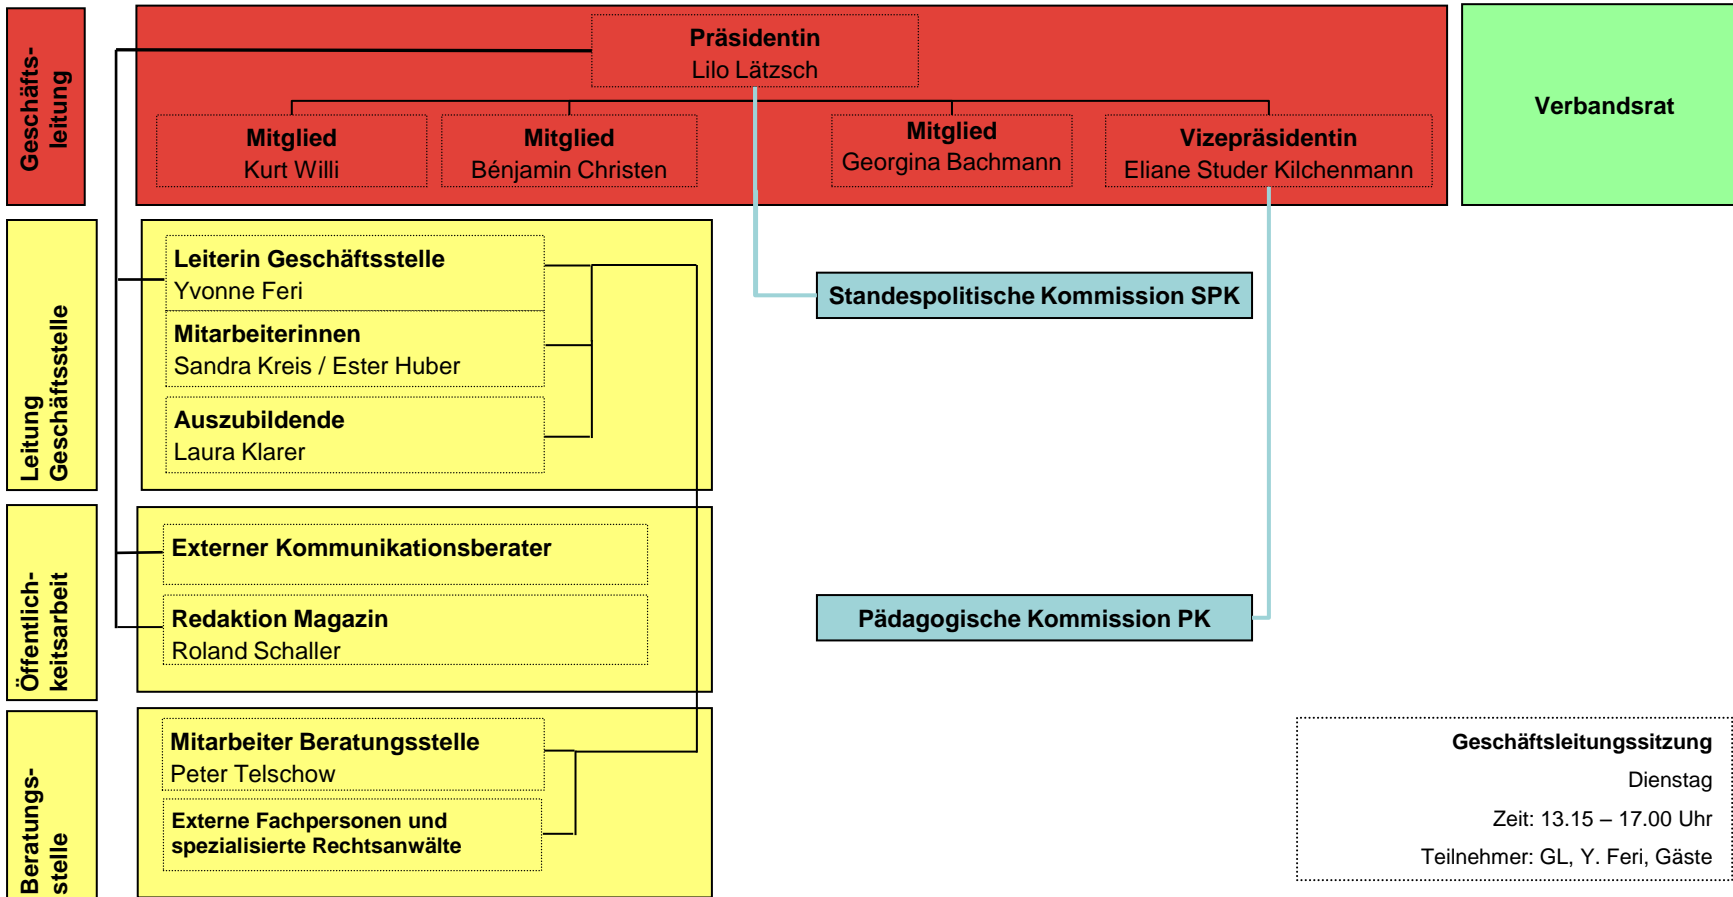 Geschäfts-
leitung
Präsidentin
Lilo Lätzsch
Mitglied
Kurt Willi
Mitglied
Bénjamin Christen
Mitglied
Georgina Bachmann
Vizepräsidentin
Eliane Studer Kilchenmann
Verbandsrat
Leitung
Geschäftsstelle
Leiterin Geschäftsstelle
Yvonne Feri
Mitarbeiterinnen
Sandra Kreis / Ester Huber
Auszubildende
Laura Klarer
Standespolitische Kommission SPK
Öffentlich-
keitsarbeit
Externer Kommunikationsberater
Redaktion Magazin
Roland Schaller
Pädagogische Kommission PK
Beratungs-
stelle
Mitarbeiter Beratungsstelle
Peter Telschow
Externe Fachpersonen und
spezialisierte Rechtsanwälte
Geschäftsleitungssitzung
Dienstag
Zeit: 13.15 – 17.00 Uhr
Teilnehmer: GL, Y. Feri, Gäste